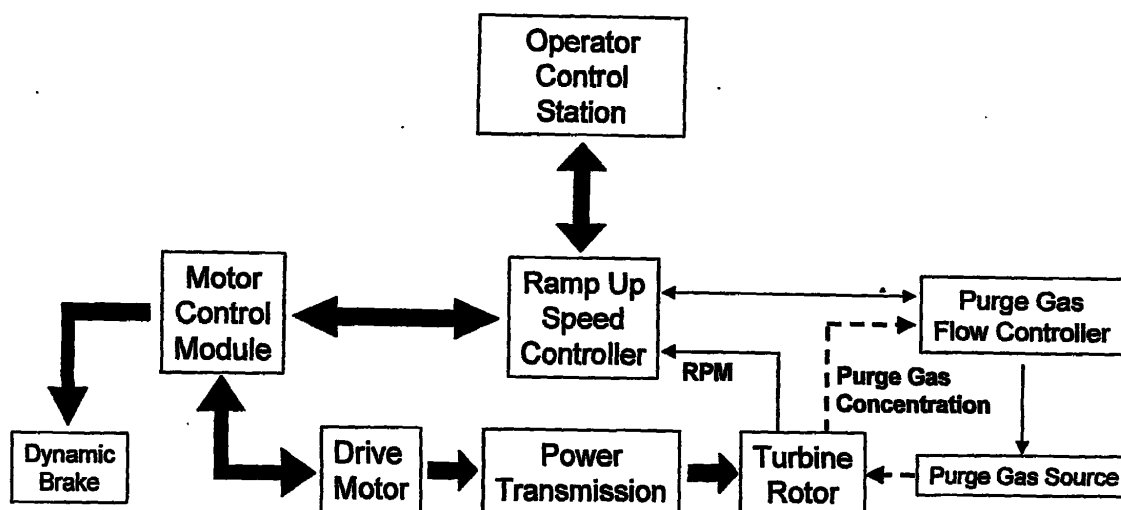 Operator
Control
Station
Motor
Control
Module
Ramp Up
Speed
Controller
Purge Gas
Flow Controller
RPM
Purge Gas
Concentration
Dynamic
Brake
Drive
Motor
Power
Transmission
Turbine
Rotor
Purge Gas Source